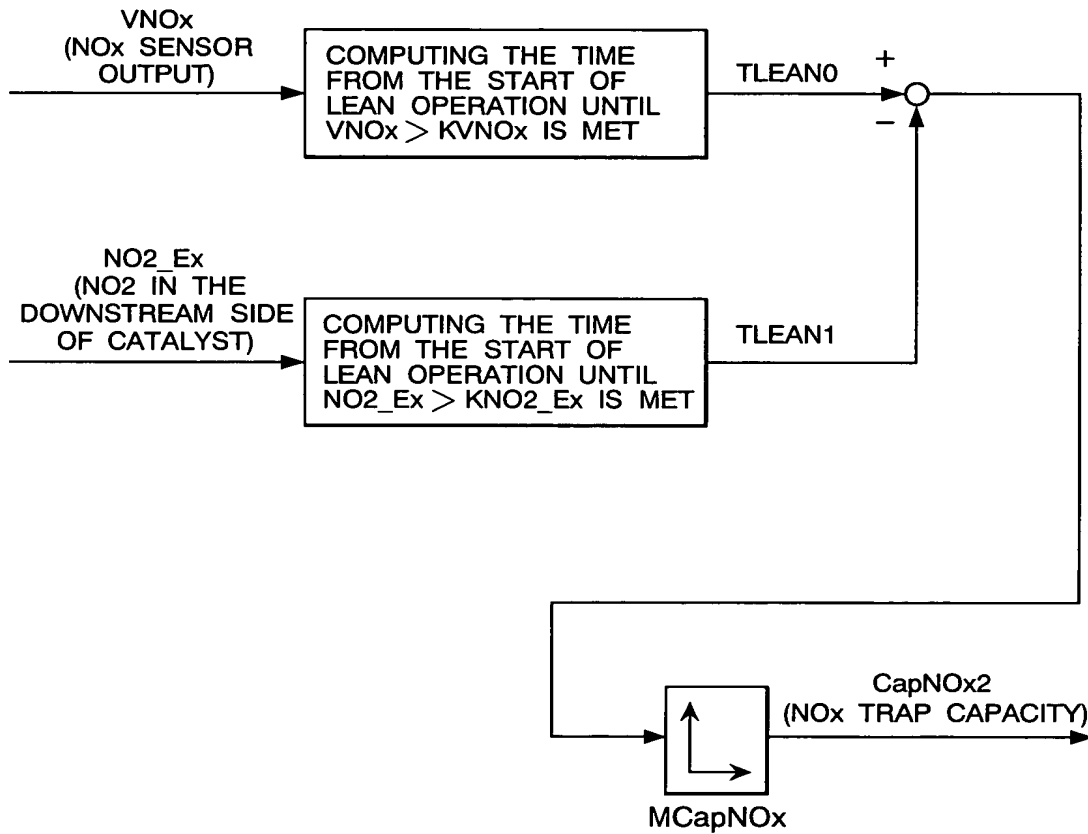 VNOx
(NOx SENSOR
OUTPUT)
COMPUTING THE TIME
FROM THE START OF
LEAN OPERATION UNTIL
VNOx > KVNOx IS MET
TLEAN0
+
−
NO2_Ex
(NO2 IN THE
DOWNSTREAM SIDE
OF CATALYST)
COMPUTING THE TIME
FROM THE START OF
LEAN OPERATION UNTIL
NO2_Ex > KNO2_Ex IS MET
TLEAN1
CapNOx2
(NOx TRAP CAPACITY)
MCapNOx